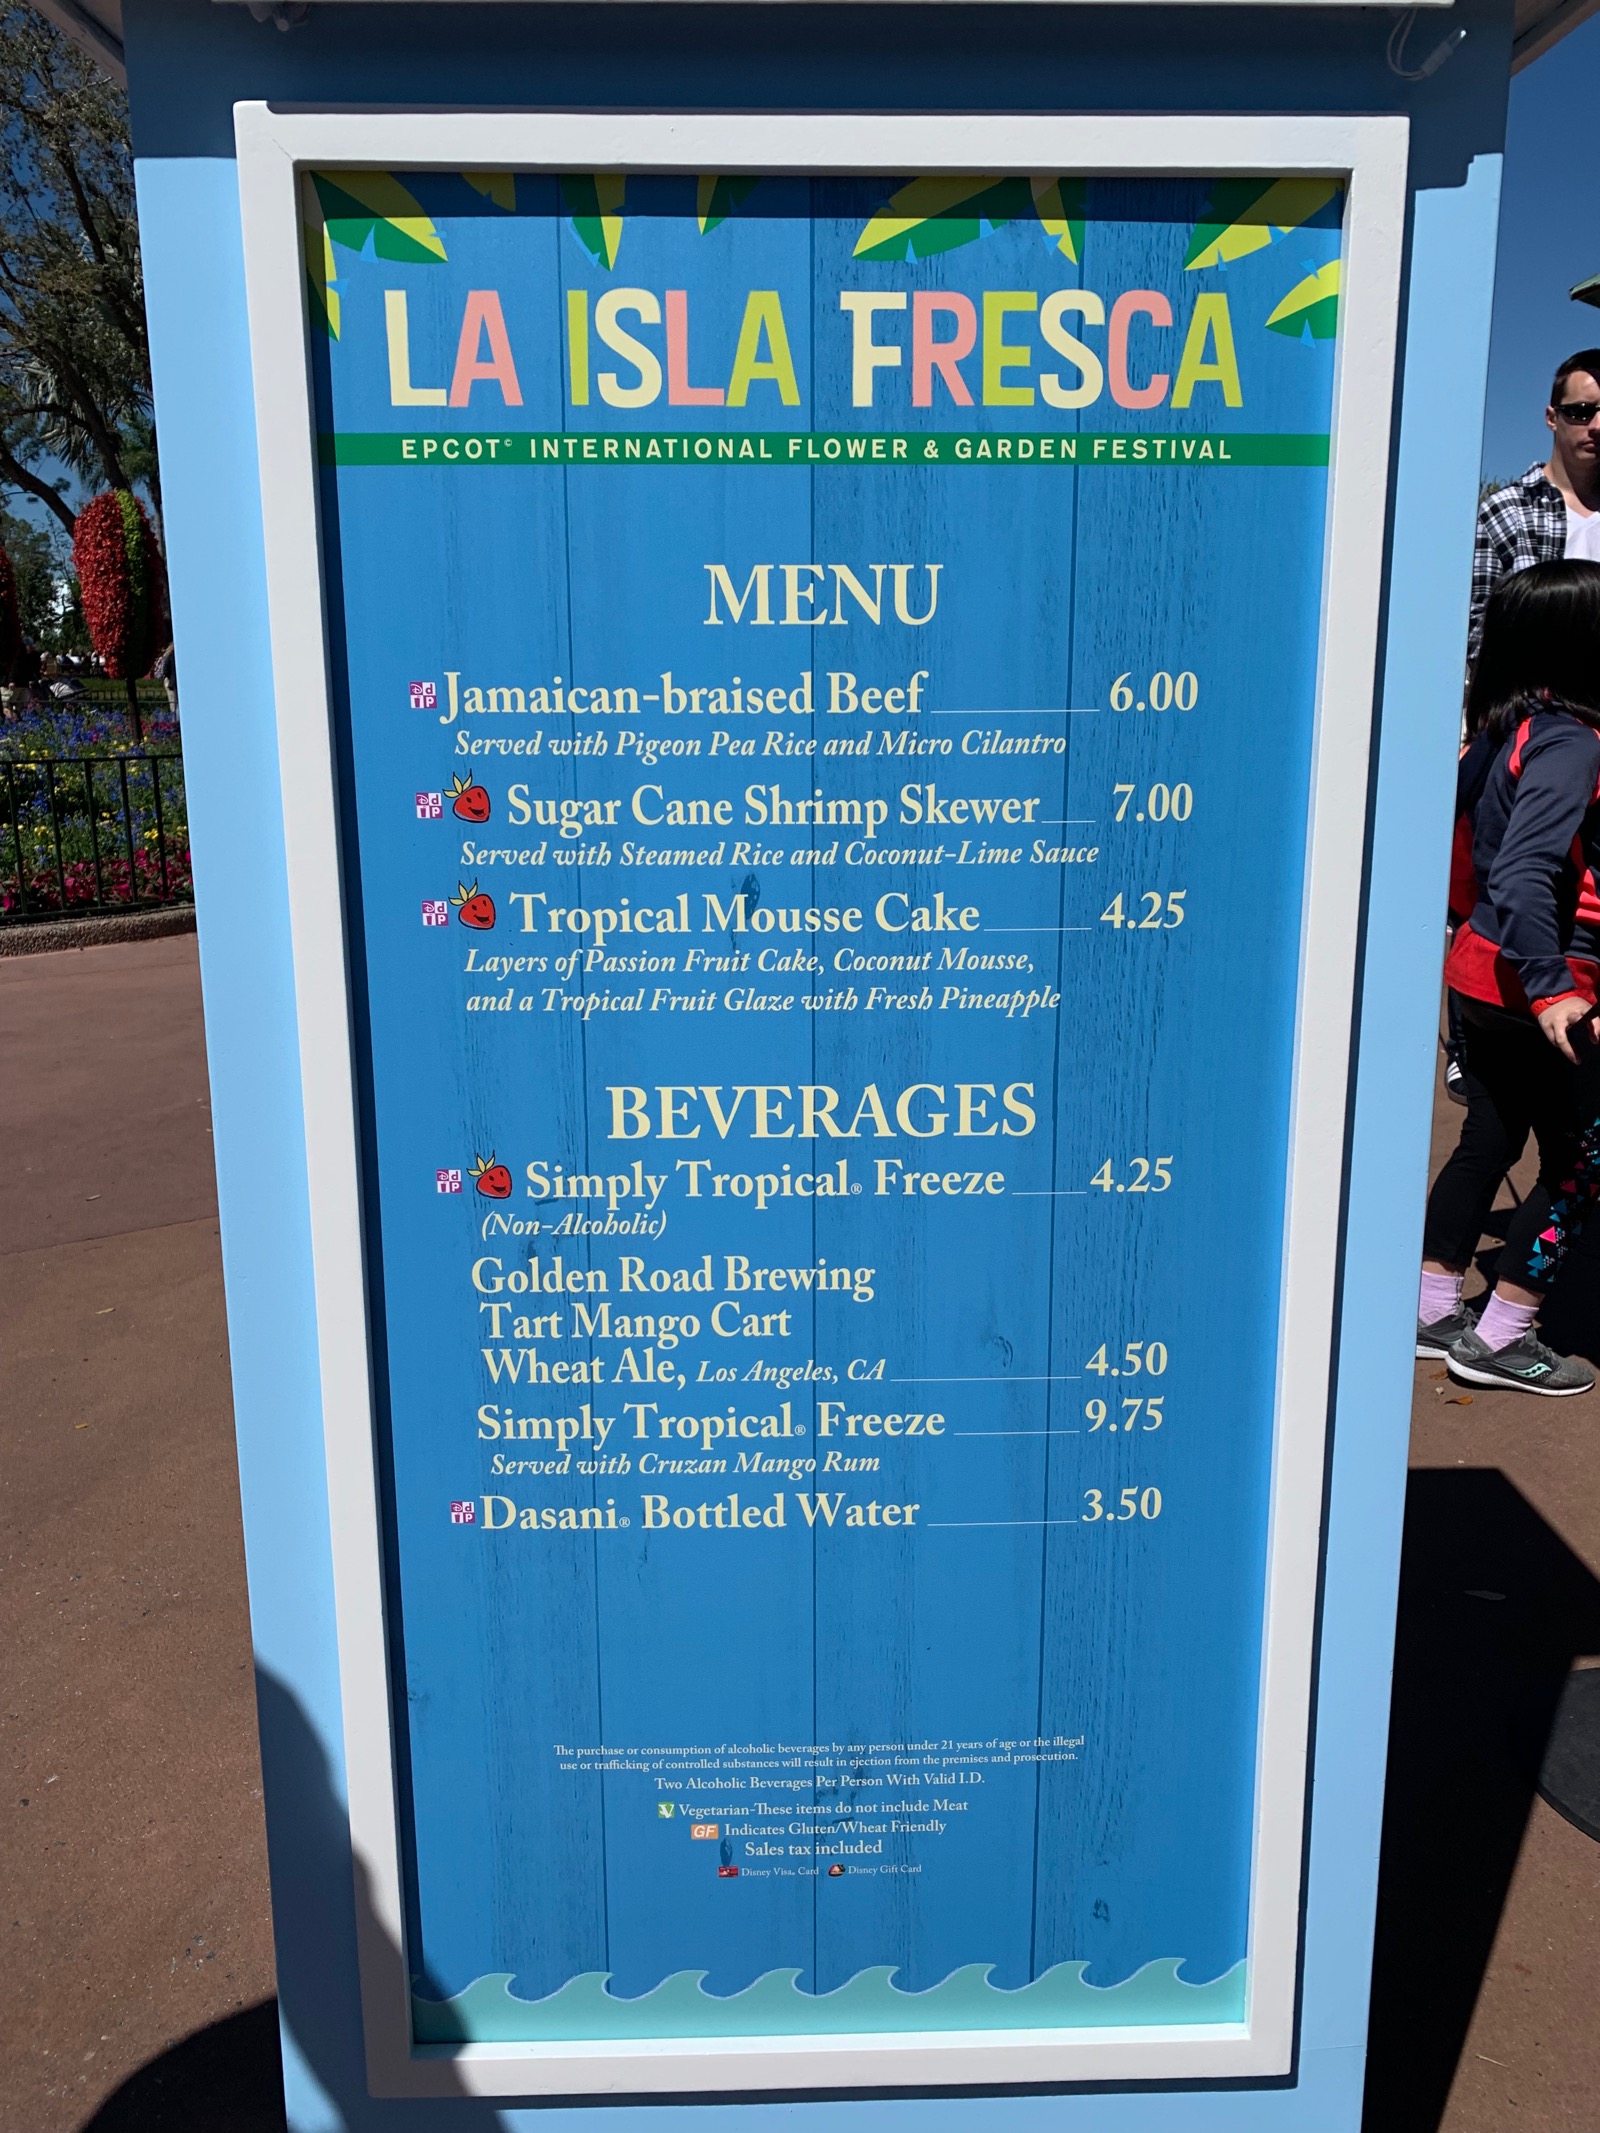 LA ISLA FRESCA
EPCOT© INTERNATIONAL FLOWER & GARDEN FESTIVAL
MENU
Jamaican-braised Beef 6.00
Served with Pigeon Pea Rice and Micro Cilantro
Sugar Cane Shrimp Skewer 7.00
Served with Steamed Rice and Coconut-Lime Sauce
Tropical Mousse Cake 4.25
Layers of Passion Fruit Cake, Coconut Mousse,
and a Tropical Fruit Glaze with Fresh Pineapple
BEVERAGES
Simply Tropical® Freeze 4.25
(Non-Alcoholic)
Golden Road Brewing
Tart Mango Cart
Wheat Ale, Los Angeles, CA 4.50
Simply Tropical® Freeze 9.75
Served with Cruzan Mango Rum
Dasani® Bottled Water 3.50
The purchase or consumption of alcoholic beverages by any person under 21 years of age or the illegal
use or trafficking of controlled substances will result in ejection from the premises and prosecution.
Two Alcoholic Beverages Per Person With Valid I.D.
V Vegetarian-These items do not include Meat
GF Indicates Gluten/Wheat Friendly
Sales tax included
Disney Visa® Card Disney Gift Card